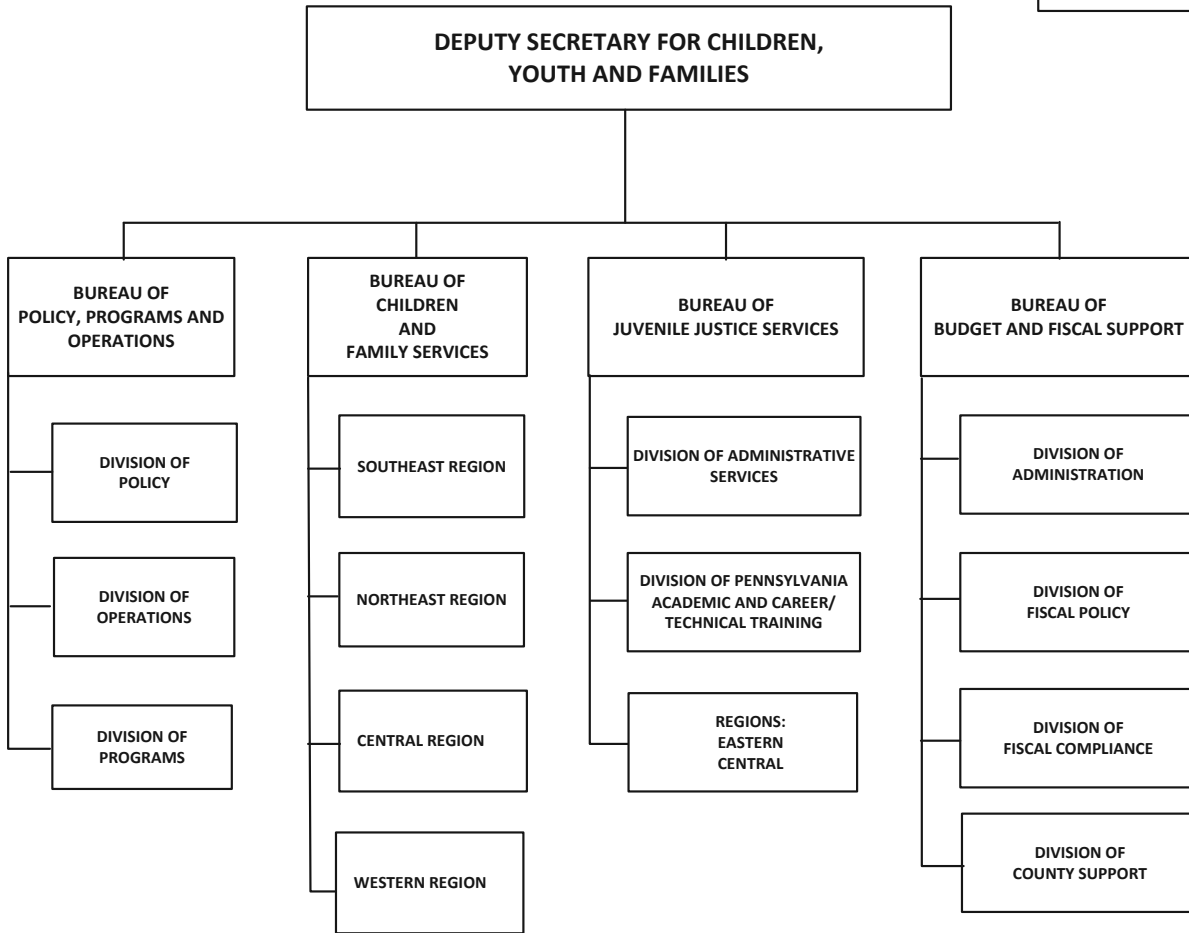 DEPUTY SECRETARY FOR CHILDREN,
YOUTH AND FAMILIES
BUREAU OF
POLICY, PROGRAMS AND
OPERATIONS
DIVISION OF
POLICY
DIVISION OF
OPERATIONS
DIVISION OF
PROGRAMS
BUREAU OF
CHILDREN
AND
FAMILY SERVICES
SOUTHEAST REGION
NORTHEAST REGION
CENTRAL REGION
WESTERN REGION
BUREAU OF
JUVENILE JUSTICE SERVICES
DIVISION OF ADMINISTRATIVE
SERVICES
DIVISION OF PENNSYLVANIA
ACADEMIC AND CAREER/
TECHNICAL TRAINING
REGIONS:
EASTERN
CENTRAL
BUREAU OF
BUDGET AND FISCAL SUPPORT
DIVISION OF
ADMINISTRATION
DIVISION OF
FISCAL POLICY
DIVISION OF
FISCAL COMPLIANCE
DIVISION OF
COUNTY SUPPORT